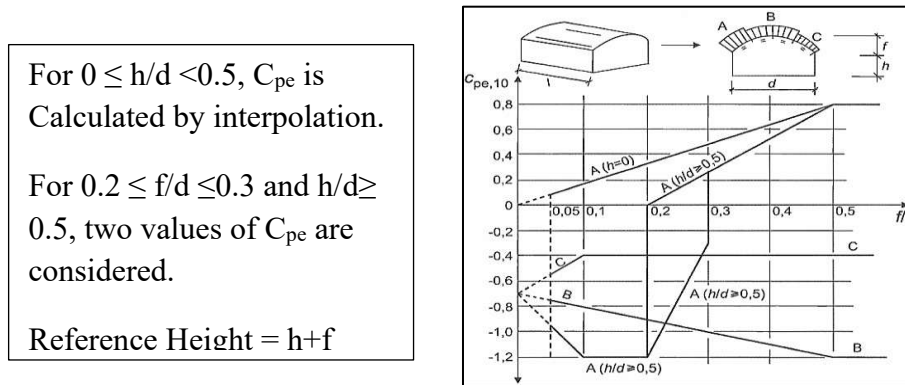 For 0 ≤ h/d <0.5, Cpe is
Calculated by interpolation.
For 0.2 ≤ f/d ≤0.3 and h/d≥
0.5, two values of Cpe are
considered.
Reference Height = h+f
A
B
C
f
h
l
d
cpe,10
0,8
0,6
0,4
0,2
0
-0,2
-0,4
-0,6
-0,8
-1,0
-1,2
A (h=0)
A (h/d≥0,5)
0,05 0,1 0,2 0,3 0,4 0,5 f/
C
C
B
A (h/d≥0,5)
B
A (h/d≥0,5)